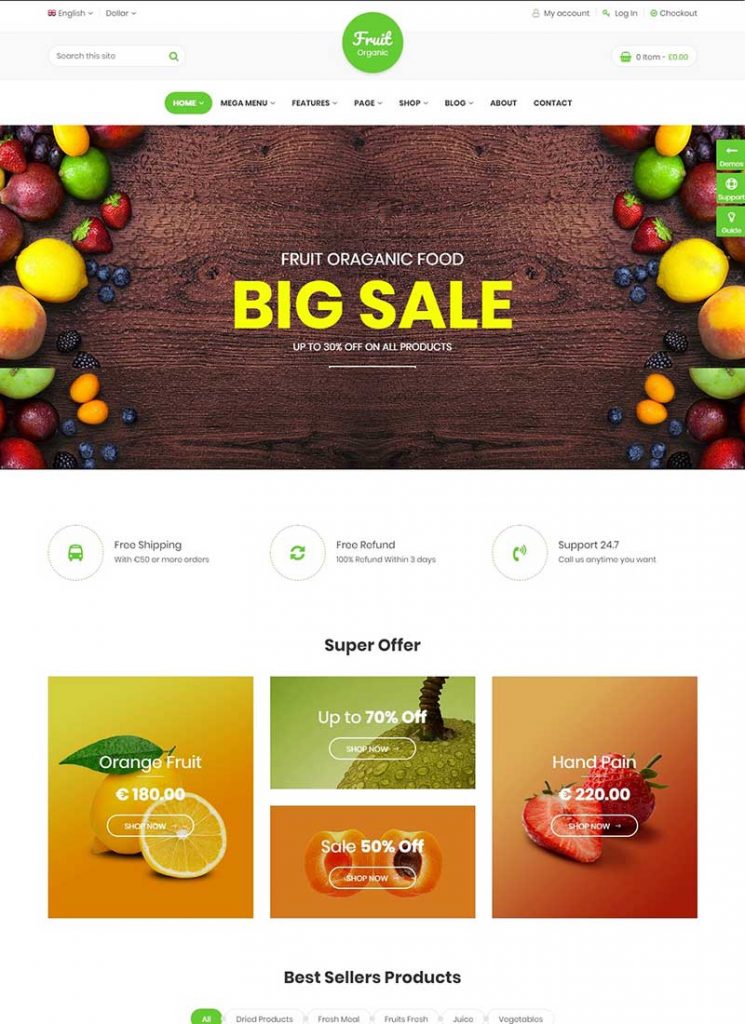 English
Dollar
My account
Log In
Checkout
Search this site
Fruit
Organic
0 Item - £0.00
HOME
MEGA MENU
FEATURES
PAGE
SHOP
BLOG
ABOUT
CONTACT
Demos
Support
Guide
FRUIT ORAGANIC FOOD
BIG SALE
UP TO 30% OFF ON ALL PRODUCTS
Free Shipping
With €50 or more orders
Free Refund
100% Refund Within 3 days
Support 24.7
Call us anytime you want
Super Offer
Orange Fruit
€ 180.00
SHOP NOW →
Up to 70% Off
SHOP NOW →
Sale 50% Off
SHOP NOW →
Hand Pain
€ 220.00
SHOP NOW →
Best Sellers Products
All
Dried Products
Fresh Meal
Fruits Fresh
Juice
Vegetables